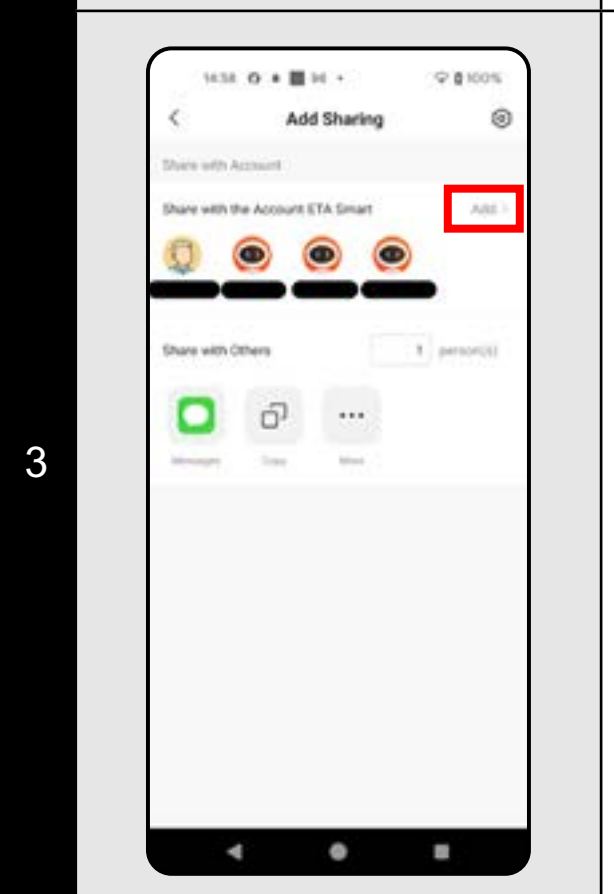 14:58 100%
Add Sharing
Share with Account
Share with the Account ETA Smart Add
Share with Others 1 person(s)
Messages Copy More
3